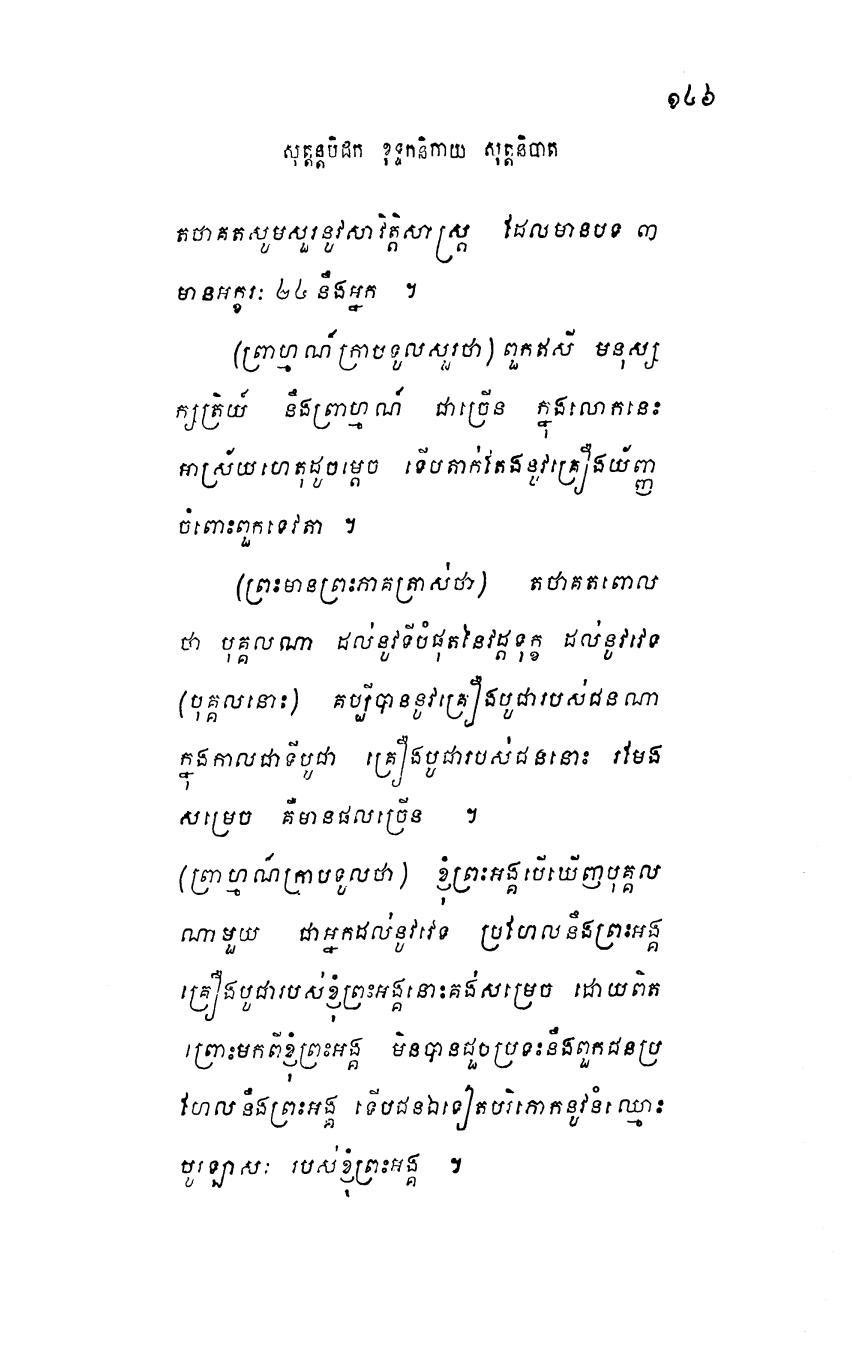 ១៤៦
សុត្តន្តបិដក ខុទ្ទកនិកាយ សុត្តនិបាត
តថាគតសូមសួរនូវសាវិត្តិសាស្ត្រ ដែលមានបទ ៣
មានអក្ខរៈ ២៤ នឹងអ្នក ។
(ព្រាហ្មណ៍ក្រាបទូលសួរថា) ពួកឥសី មនុស្ស
ក្សត្រិយ៍ នឹងព្រាហ្មណ៍ ជាច្រើន ក្នុងលោកនេះ
អាស្រ័យហេតុដូចម្តេច ទើបតាក់តែងនូវគ្រឿងយ័ញ្ញ
ចំពោះពួកទេវតា ។
(ព្រះមានព្រះភាគត្រាស់ថា) តថាគតពោល
ថា បុគ្គលណា ដល់នូវទីបំផុតនៃវដ្តទុក្ខ ដល់នូវវេទ
(បុគ្គលនោះ) គប្បីបាននូវគ្រឿងបូជារបស់ជនណា
ក្នុងកាលជាទីបូជា គ្រឿងបូជារបស់ជននោះ រមែង
សម្រេច គឺមានផលច្រើន ។
(ព្រាហ្មណ៍ក្រាបទូលថា) ខ្ញុំព្រះអង្គបើឃើញបុគ្គល
ណាមួយ ជាអ្នកដល់នូវវេទ ប្រហែលនឹងព្រះអង្គ
គ្រឿងបូជារបស់ខ្ញុំព្រះអង្គនោះគង់សម្រេច ដោយពិត
ព្រោះមកពីខ្ញុំព្រះអង្គ មិនបានជួបប្រទះនឹងពួកជនប្រ
ហែលនឹងព្រះអង្គ ទើបជនឯទៀតបរិភោកនូវនំឈ្មោះ
បូរឡាសៈ របស់ខ្ញុំព្រះអង្គ ។